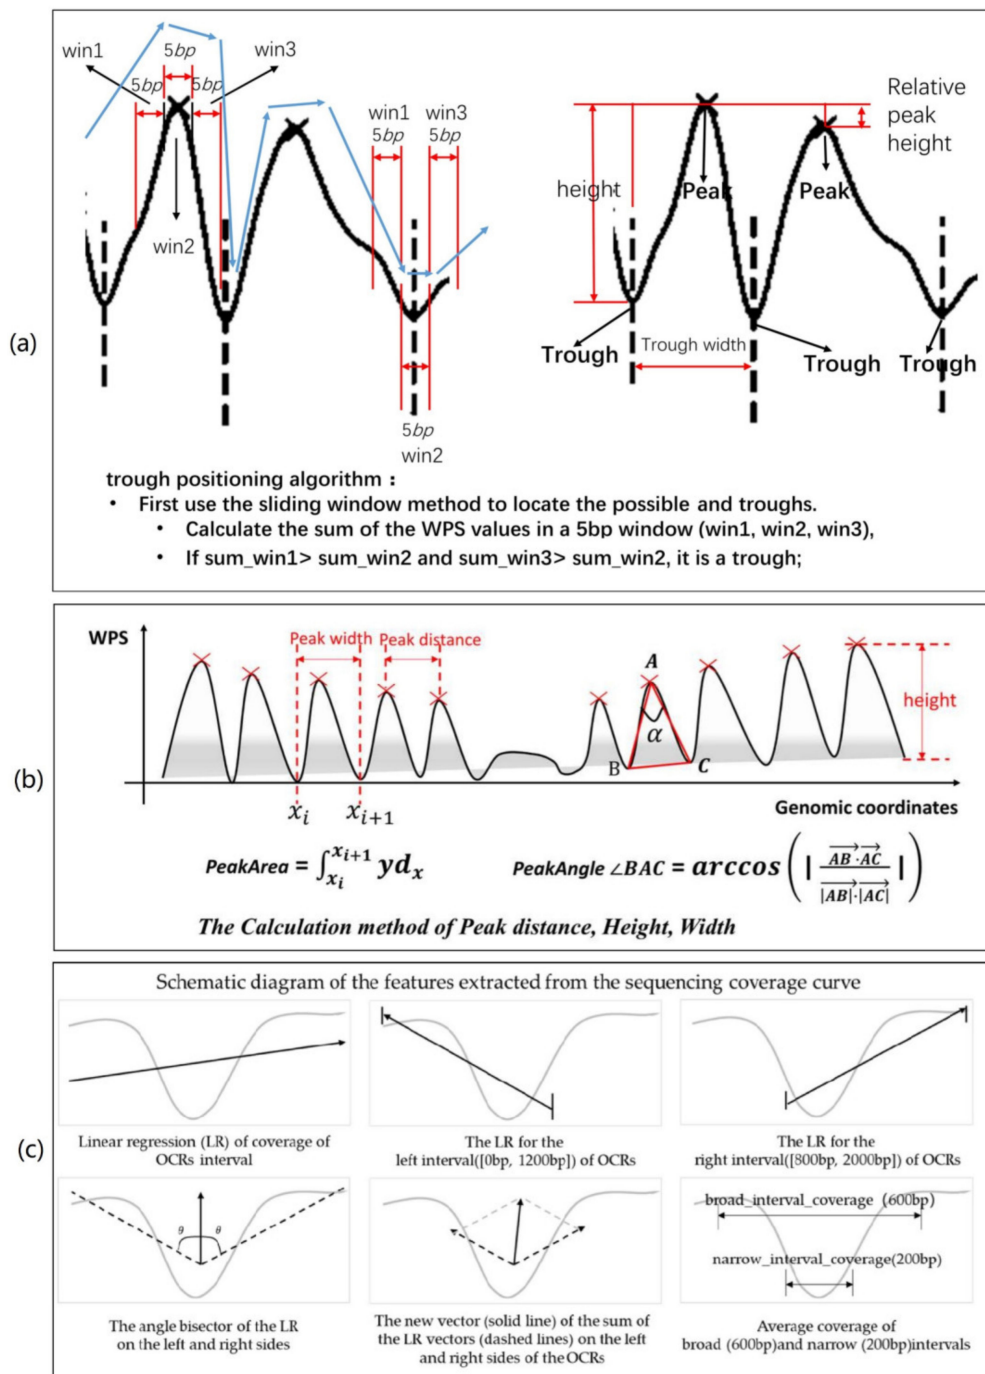 (a)
win1
5bp
win3
5bp
5bp
win2
win1
win3
5bp
5bp
5bp
win2
Relative
peak
height
height
Peak
Peak
Trough
Trough width
Trough
Trough
trough positioning algorithm：
• First use the sliding window method to locate the possible and troughs.
• Calculate the sum of the WPS values in a 5bp window (win1, win2, win3),
• If sum_win1> sum_win2 and sum_win3> sum_win2, it is a trough;
(b)
WPS
Peak width
Peak distance
A
α
B
C
height
x_i
x_{i+1}
Genomic coordinates
PeakArea = ∫_{x_i}^{x_{i+1}} yd_x
PeakAngle ∠BAC = arccos(|\frac{\overrightarrow{AB}·\overrightarrow{AC}}{|\overrightarrow{AB}|·|\overrightarrow{AC}|}|)
The Calculation method of Peak distance, Height, Width
(c)
Schematic diagram of the features extracted from the sequencing coverage curve
Linear regression (LR) of coverage of
OCRs interval
The LR for the
left interval([0bp, 1200bp]) of OCRs
The LR for the
right interval([800bp, 2000bp]) of OCRs
θ
θ
The angle bisector of the LR
on the left and right sides
The new vector (solid line) of the sum of
the LR vectors (dashed lines) on the left
and right sides of the OCRs
broad_interval_coverage (600bp)
narrow_interval_coverage(200bp)
Average coverage of
broad (600bp)and narrow (200bp)intervals